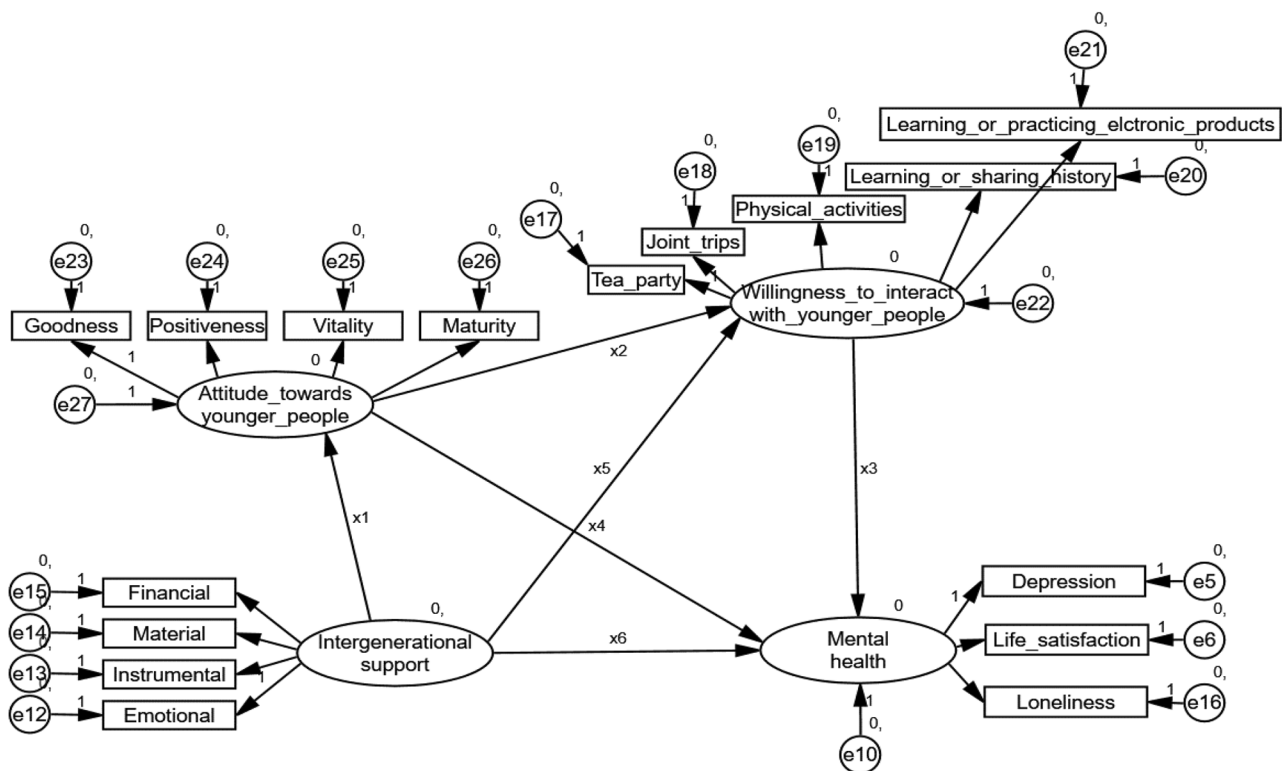 0,
e21
1
Learning_or_practicing_elctronic_products
0,
e19
1
0,
e18
1
0,
Learning_or_sharing_history
1
e20
0,
e17
1
Physical_activities
Joint_trips
Tea_party
1
0
Willingness_to_interact
with_younger_people
0,
1
e22
0,
e23
1
0,
e24
1
0,
e25
1
0,
e26
1
Goodness
Positiveness
Vitality
Maturity
1
0
0,
e27
1
Attitude_towards
younger_people
x2
x1
x5
x4
x3
0,
e15
1
Financial
0,
e14
1
Material
0,
e13
1
Instrumental
0,
e12
1
Emotional
1
0,
Intergenerational
support
x6
0
Mental
health
1
0,
e10
1
Depression
1
0,
e5
Life_satisfaction
1
0,
e6
Loneliness
1
0,
e16